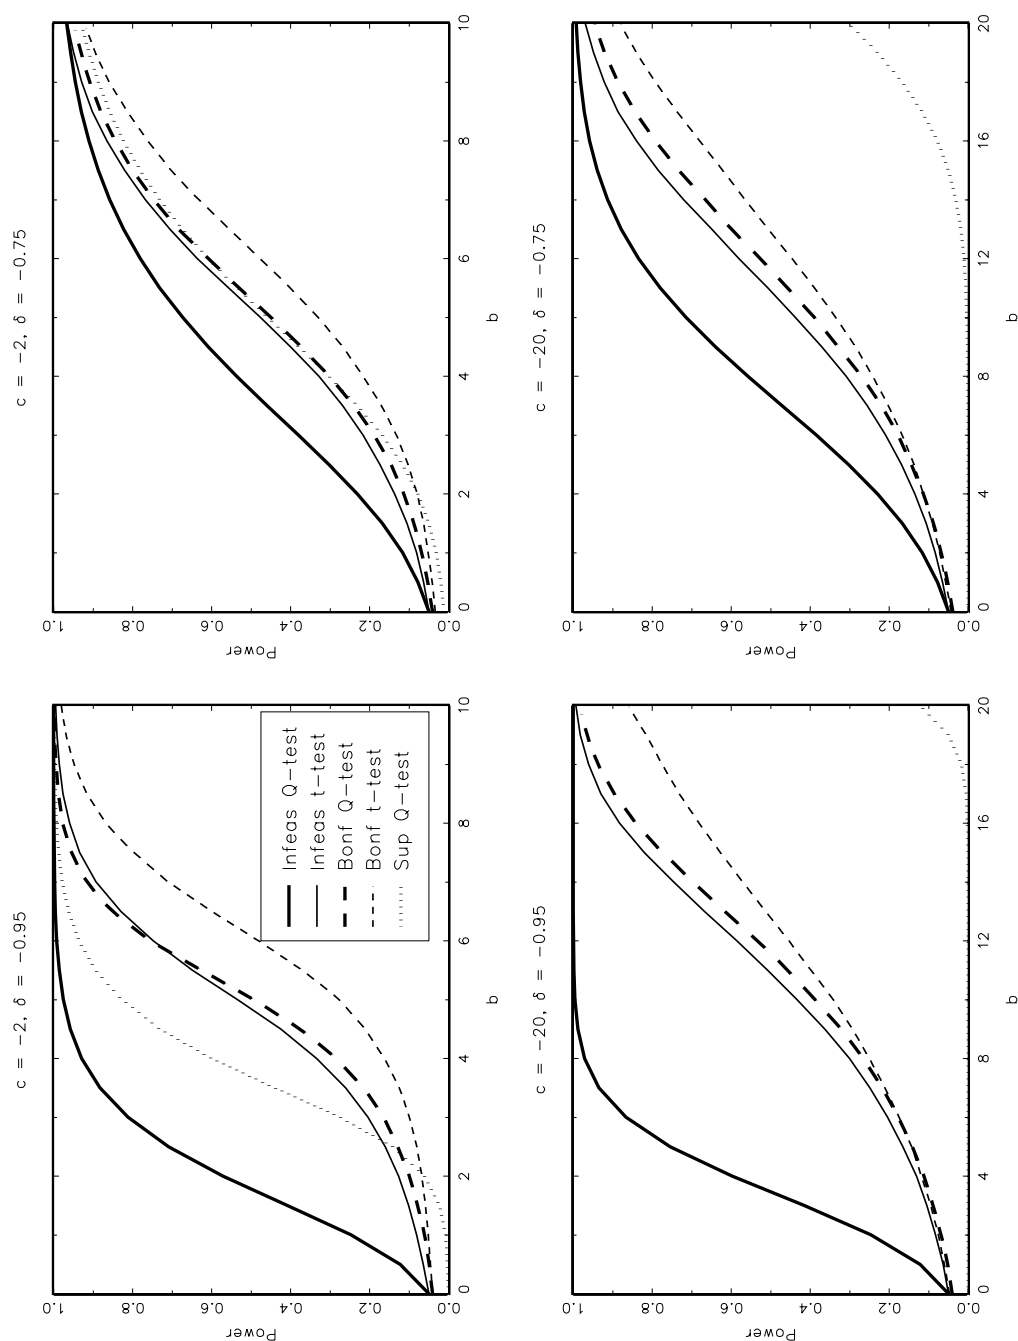 c = −2, δ = −0.95
Power
0.0
0.2
0.4
0.6
0.8
1.0
0
2
4
6
8
10
b
Infeas Q−test
Infeas t−test
Bonf Q−test
Bonf t−test
Sup Q−test
c = −2, δ = −0.75
Power
0.0
0.2
0.4
0.6
0.8
1.0
0
2
4
6
8
10
b
c = −20, δ = −0.95
Power
0.0
0.2
0.4
0.6
0.8
1.0
0
4
8
12
16
20
b
c = −20, δ = −0.75
Power
0.0
0.2
0.4
0.6
0.8
1.0
0
4
8
12
16
20
b